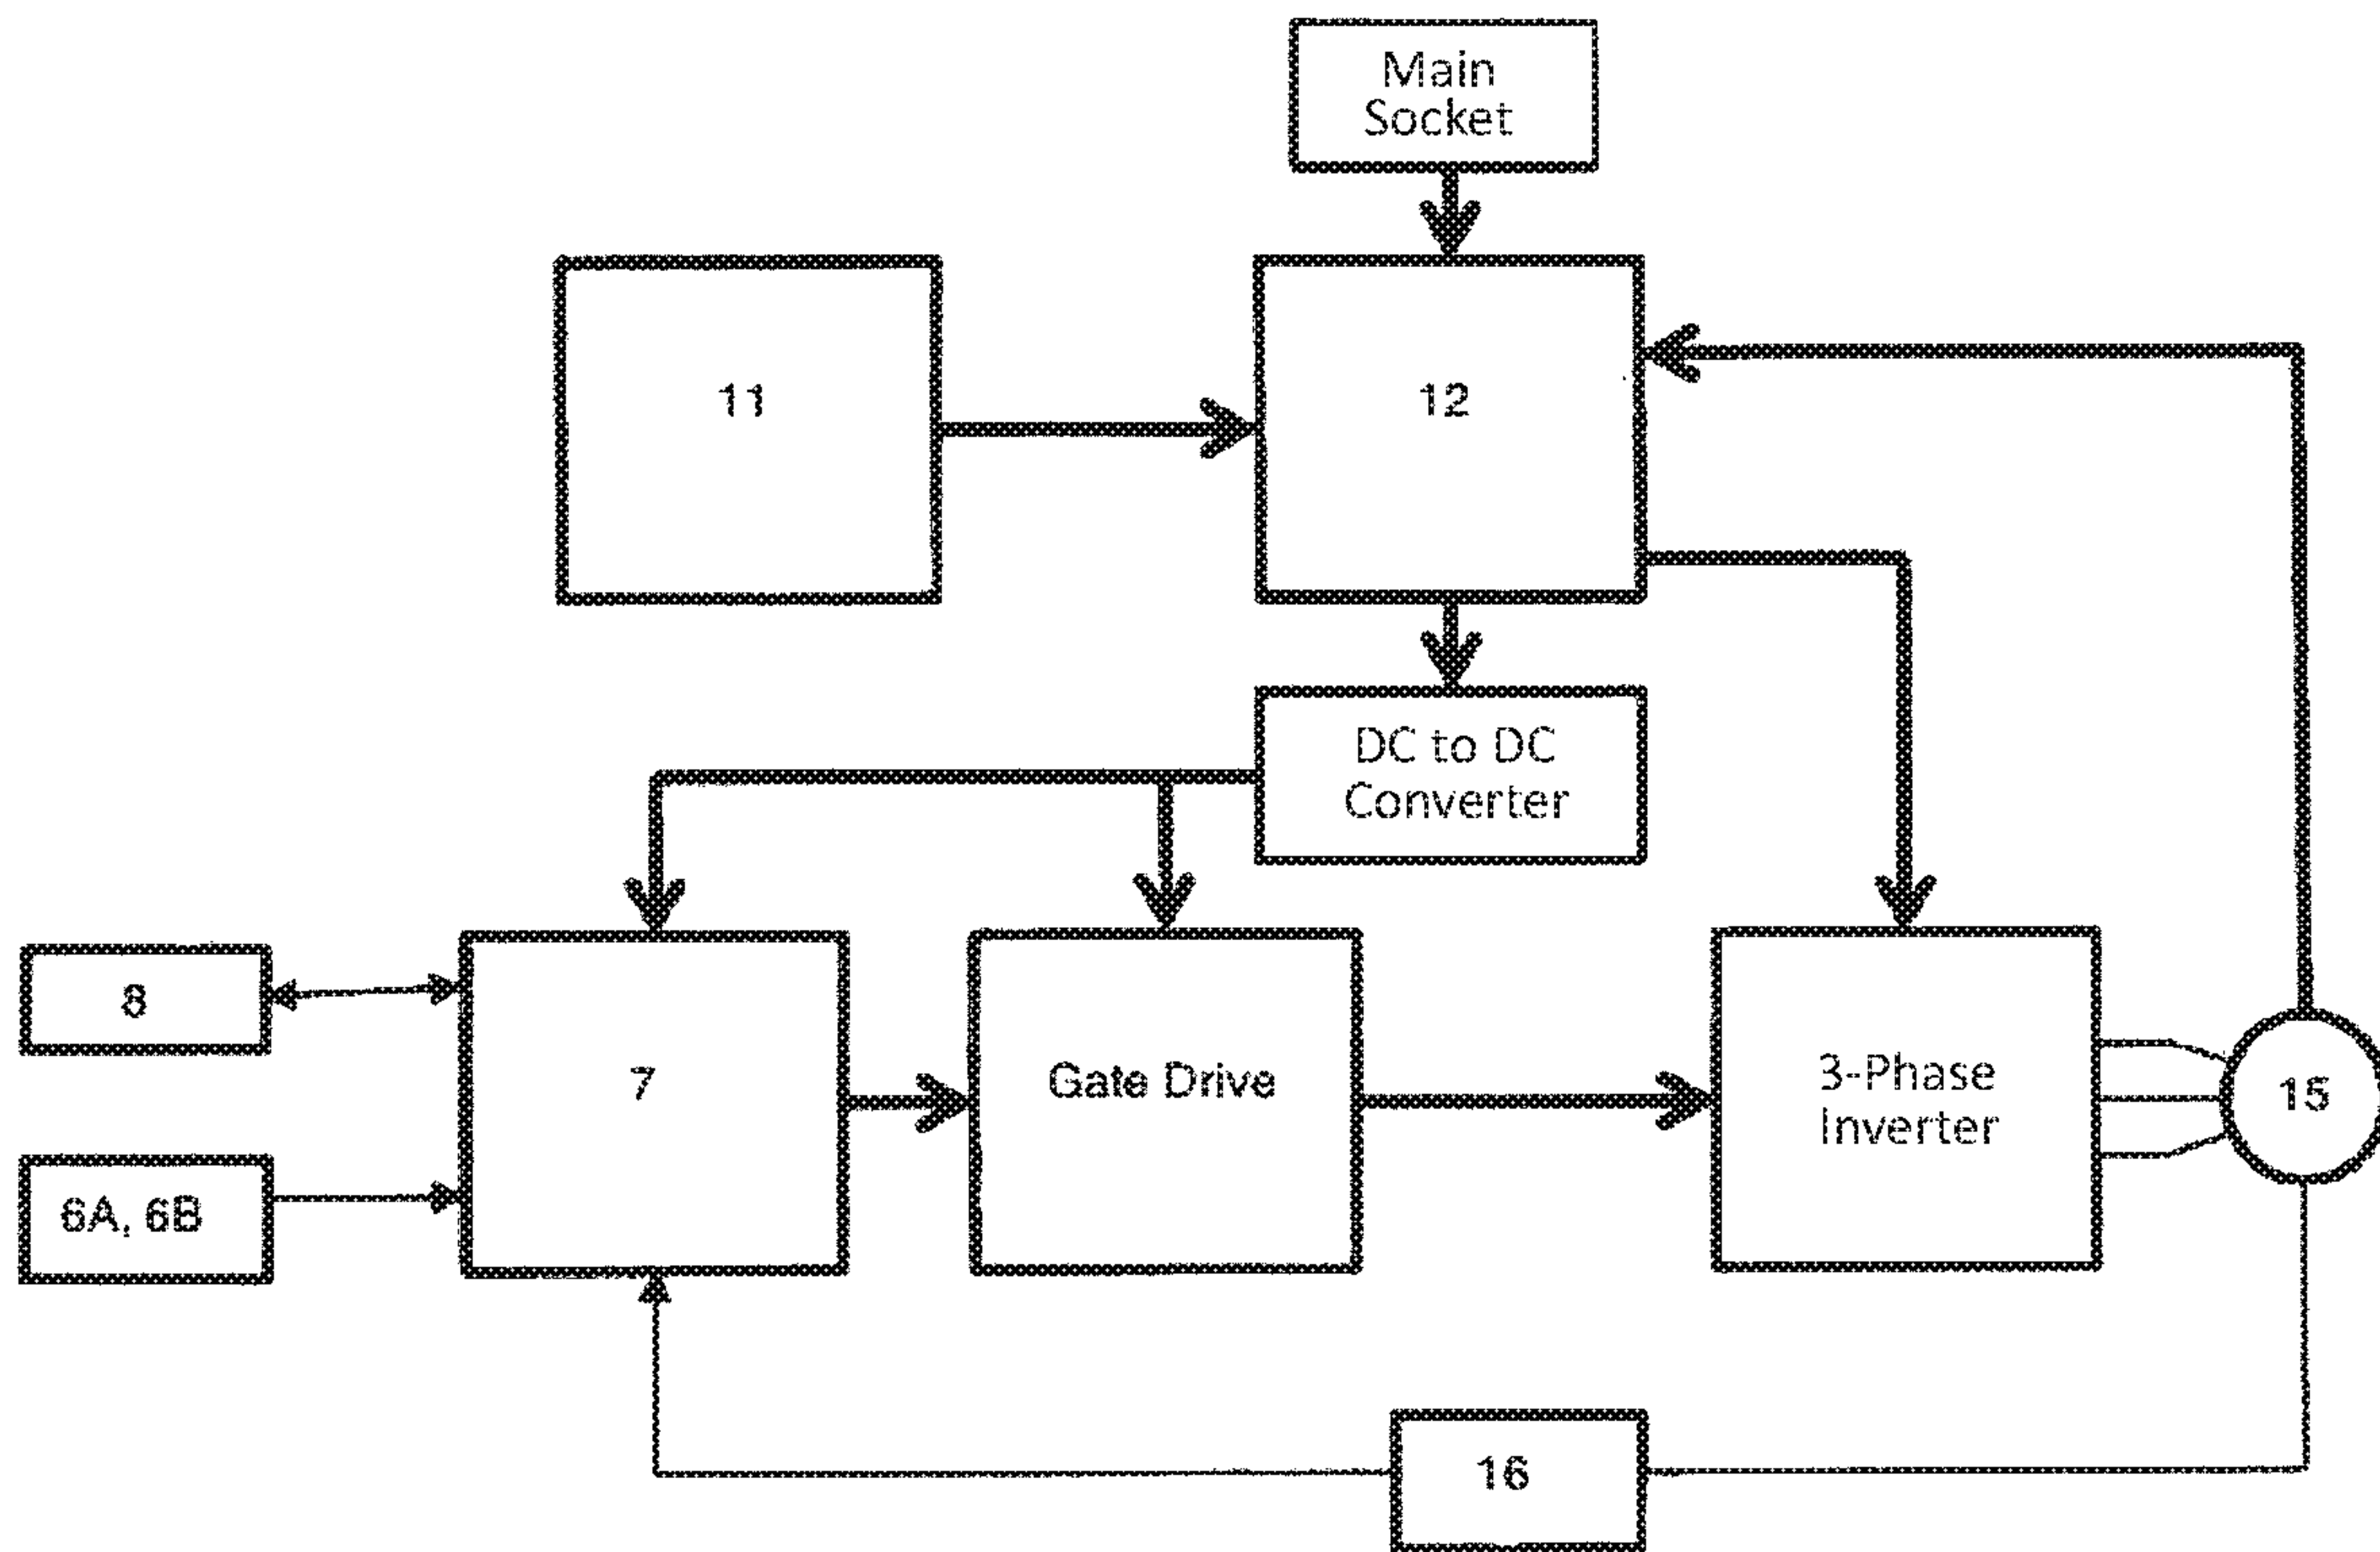 Main
Socket
11
12
DC to DC
Converter
8
7
Gate Drive
3-Phase
Inverter
15
6A, 6B
16